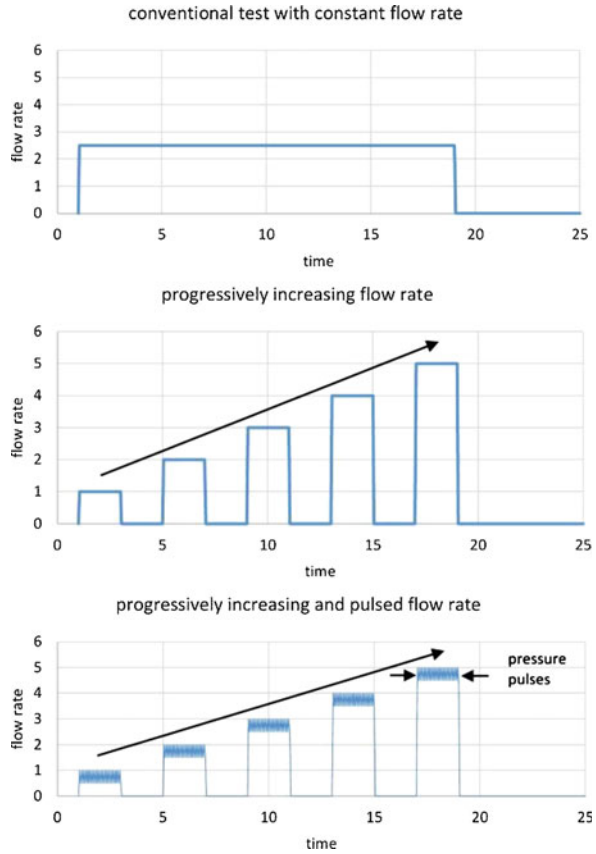 conventional test with constant flow rate
6
5
4
3
2
1
0
flow rate
0 5 10 15 20 25
time
progressively increasing flow rate
6
5
4
3
2
1
0
flow rate
0 5 10 15 20 25
time
progressively increasing and pulsed flow rate
6
5
4
3
2
1
0
flow rate
pressure
pulses
0 5 10 15 20 25
time